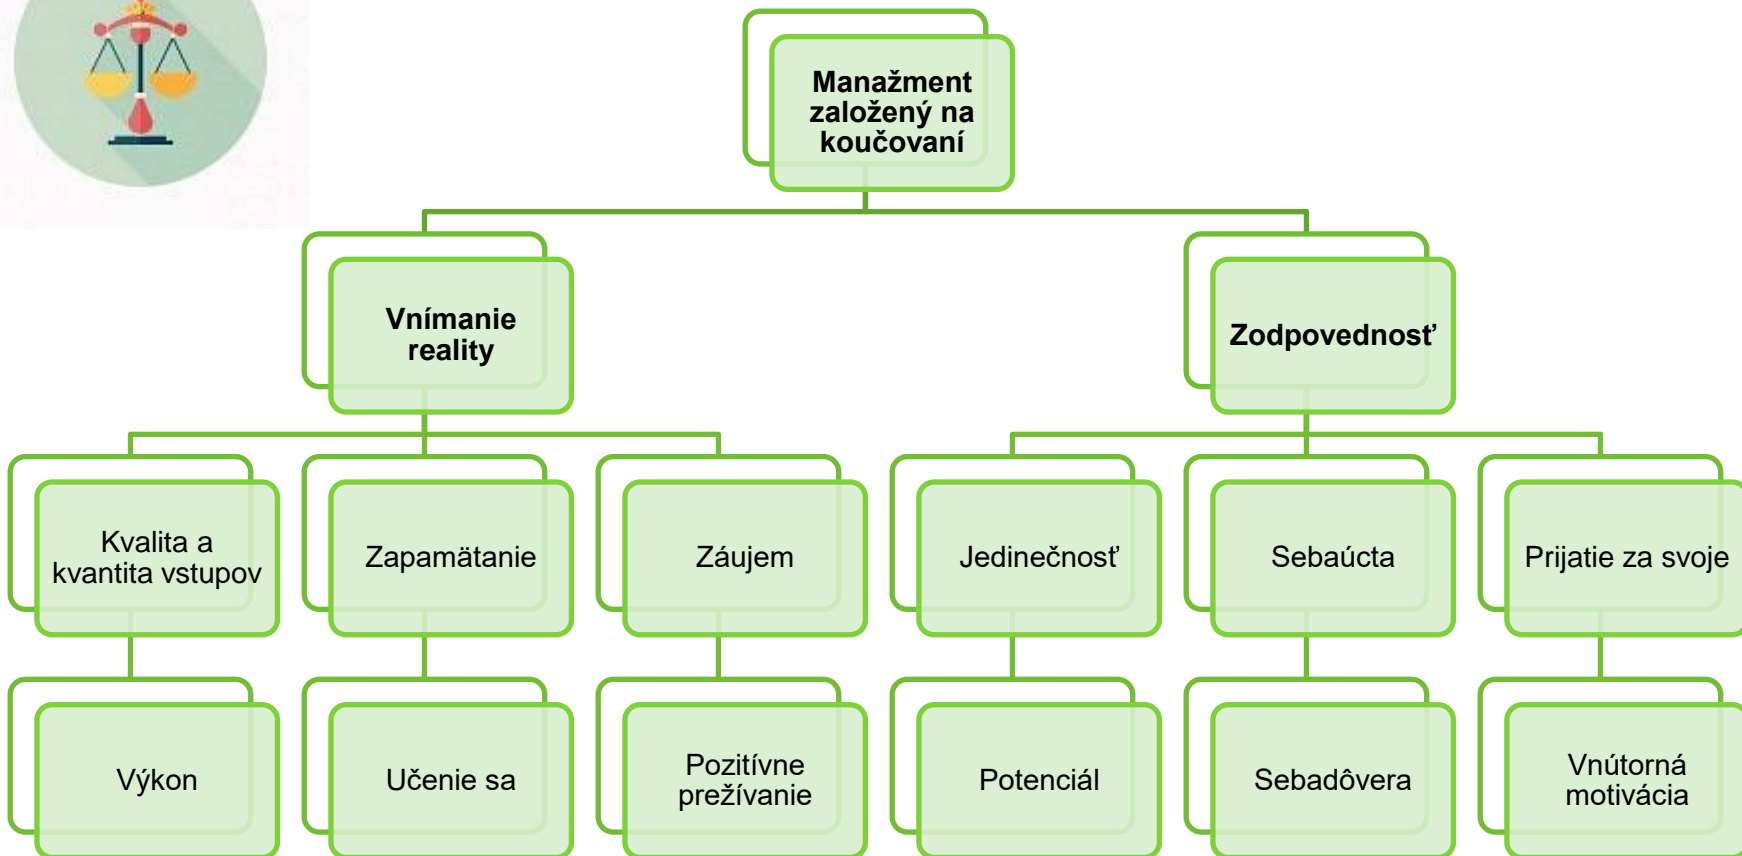 Manažment
založený na
koučovaní
Vnímanie
reality
Zodpovednosť
Kvalita a
kvantita vstupov
Zapamätanie
Záujem
Jedinečnosť
Sebaúcta
Prijatie za svoje
Výkon
Učenie sa
Pozitívne
prežívanie
Potenciál
Sebadôvera
Vnútorná
motivácia